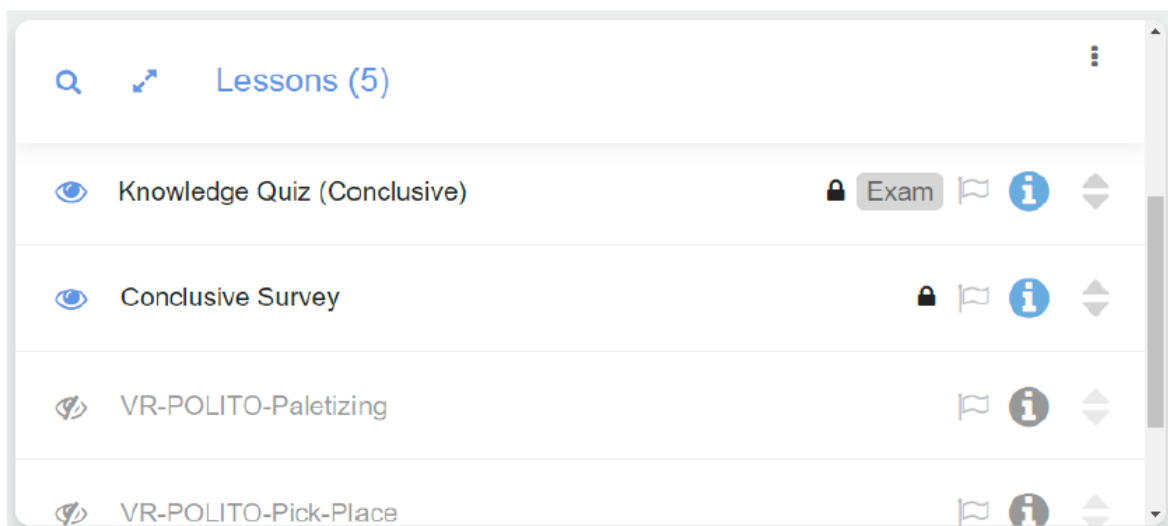 Lessons (5)
Knowledge Quiz (Conclusive) Exam
Conclusive Survey
VR-POLITO-Paletizing
VR-POLITO-Pick-Place